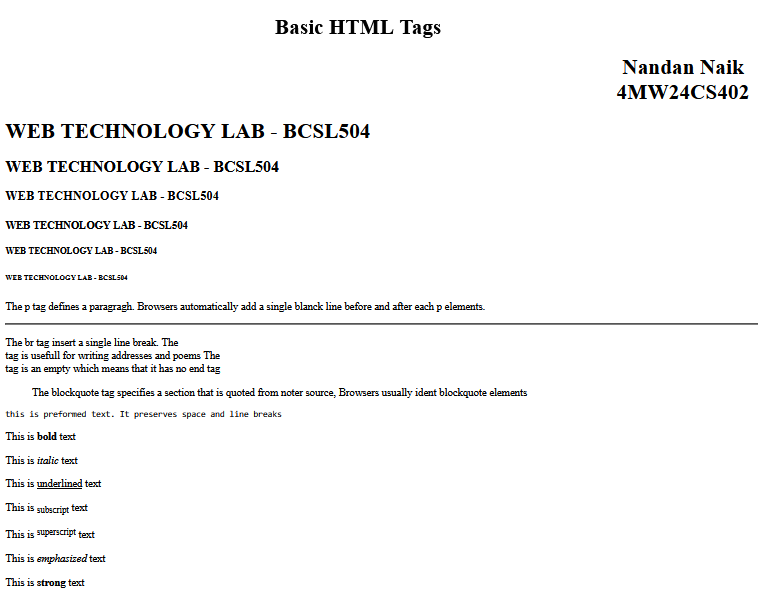 Basic HTML Tags
Nandan Naik
4MW24CS402
WEB TECHNOLOGY LAB - BCSL504
WEB TECHNOLOGY LAB - BCSL504
WEB TECHNOLOGY LAB - BCSL504
WEB TECHNOLOGY LAB - BCSL504
WEB TECHNOLOGY LAB - BCSL504
WEB TECHNOLOGY LAB - BCSL504
The p tag defines a paragragh. Browsers automatically add a single blanck line before and after each p elements.
The br tag insert a single line break. The
tag is usefull for writing addresses and poems The
tag is an empty which means that it has no end tag
The blockquote tag specifies a section that is quoted from noter source, Browsers usually ident blockquote elements
this is preformed text. It preserves space and line breaks
This is bold text
This is italic text
This is underlined text
This is subscript text
This is superscript text
This is emphasized text
This is strong text